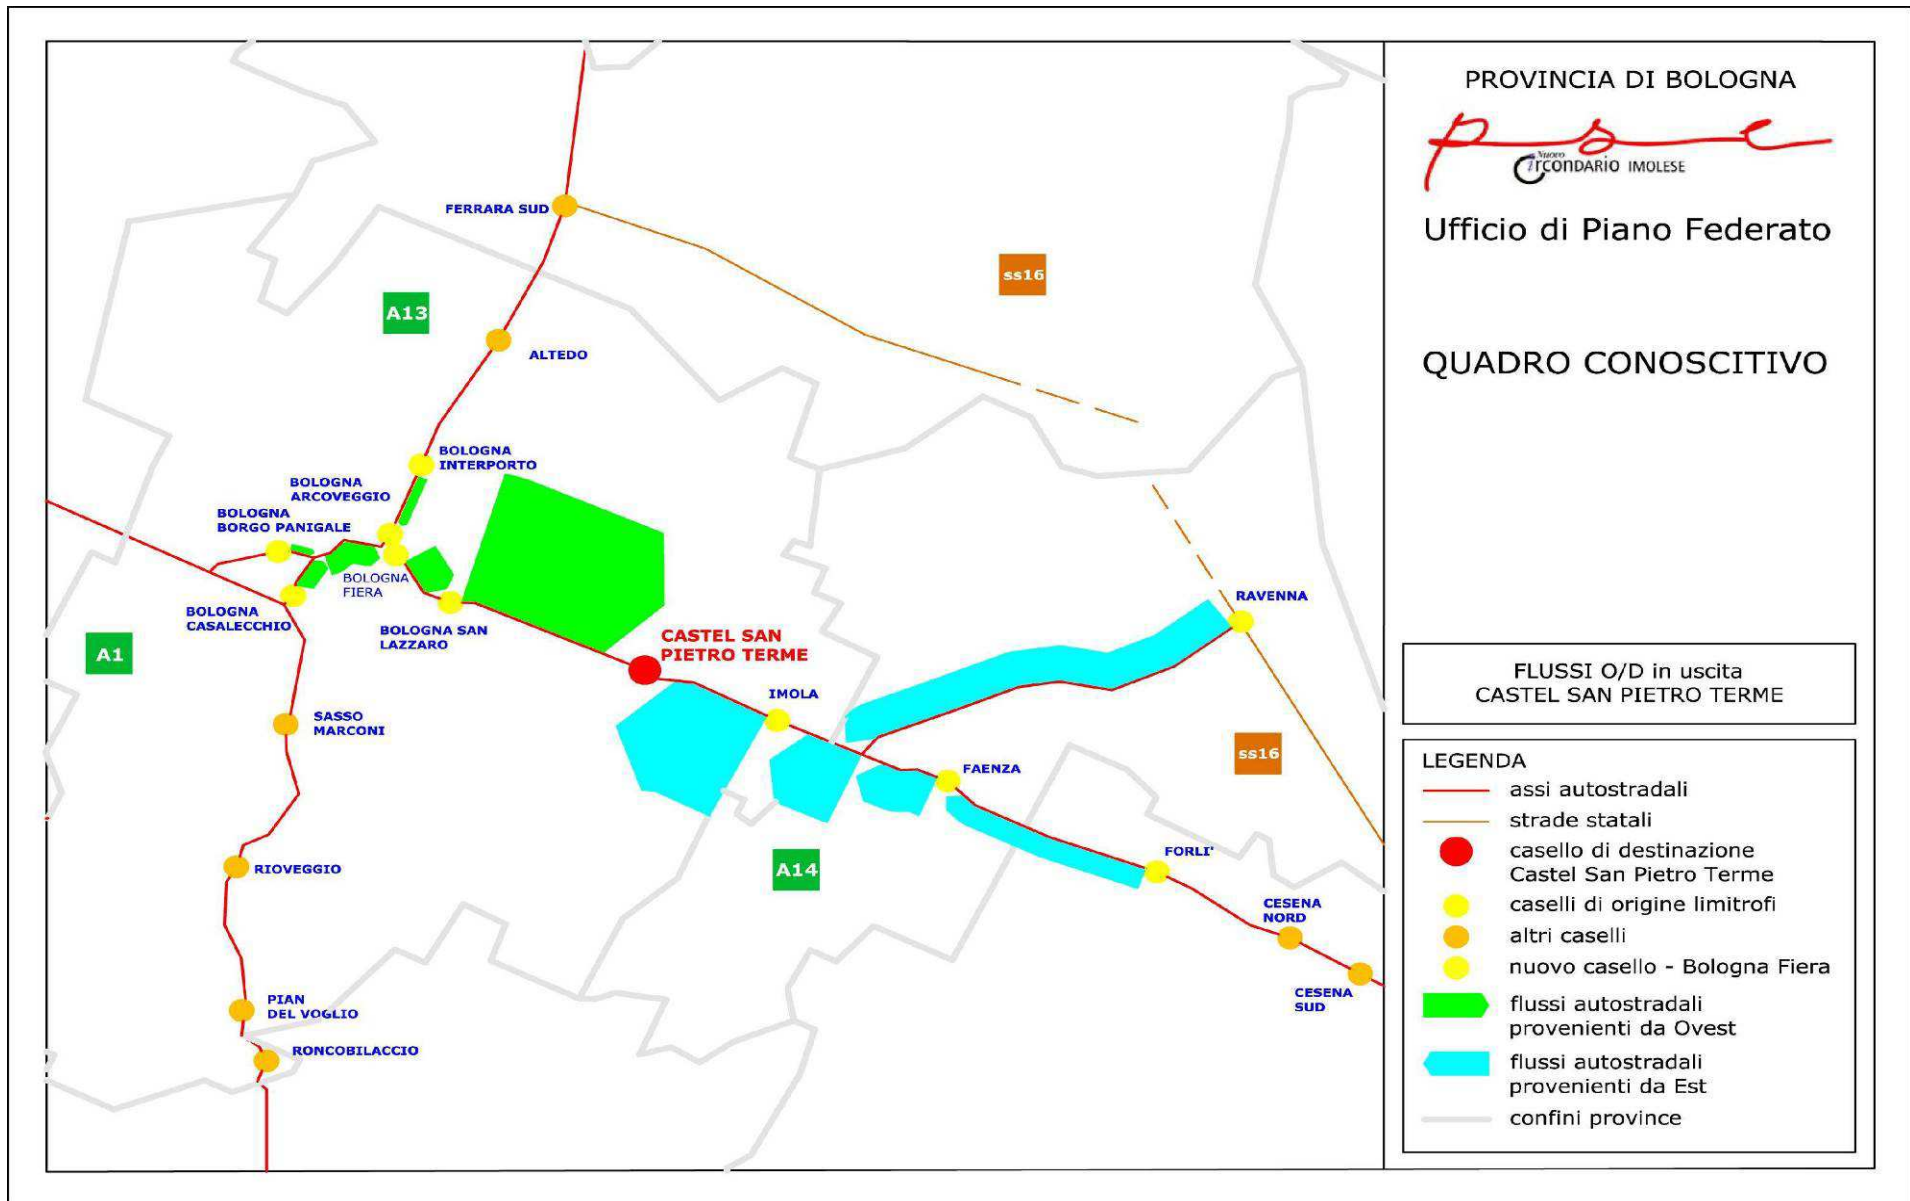 FERRARA SUD
ss16
A13
ALTEDO
BOLOGNA
INTERPORTO
BOLOGNA
ARCOVEGGIO
BOLOGNA
BORGO PANIGALE
BOLOGNA
FIERA
BOLOGNA
CASALECCHIO
BOLOGNA SAN
LAZZARO
A1
CASTEL SAN
PIETRO TERME
RAVENNA
IMOLA
SASSO
MARCONI
ss16
FAENZA
RIOVEGGIO
A14
FORLI'
CESENA
NORD
CESENA
SUD
PIAN
DEL VOGLIO
RONCOBILACCIO
PROVINCIA DI BOLOGNA
pse
Nuovo
CIRCONDARIO IMOLESE
Ufficio di Piano Federato
QUADRO CONOSCITIVO
FLUSSI O/D in uscita
CASTEL SAN PIETRO TERME
LEGENDA
assi autostradali
strade statali
casello di destinazione
Castel San Pietro Terme
caselli di origine limitrofi
altri caselli
nuovo casello - Bologna Fiera
flussi autostradali
provenienti da Ovest
flussi autostradali
provenienti da Est
confini province